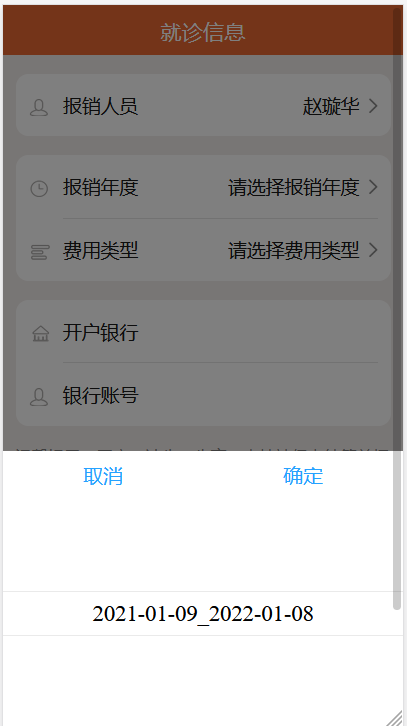 就诊信息
报销人员 赵璇华
报销年度 请选择报销年度
费用类型 请选择费用类型
开户银行
银行账号
取消 确定
2021-01-09_2022-01-08